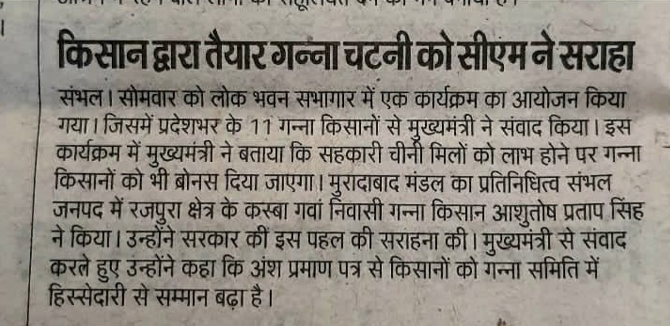 किसान द्वारा तैयार गन्ना चटनी को सीएम ने सराहा
संभल। सोमवार को लोक भवन सभागार में एक कार्यक्रम का आयोजन किया
गया। जिसमें प्रदेशभर के 11 गन्ना किसानों से मुख्यमंत्री ने संवाद किया। इस
कार्यक्रम में मुख्यमंत्री ने बताया कि सहकारी चीनी मिलों को लाभ होने पर गन्ना
किसानों को भी बोनस दिया जाएगा। मुरादाबाद मंडल का प्रतिनिधित्व संभल
जनपद में रजपुरा क्षेत्र के कस्बा गवां निवासी गन्ना किसान आशुतोष प्रताप सिंह
ने किया। उन्होंने सरकार की इस पहल की सराहना की। मुख्यमंत्री से संवाद
करते हुए उन्होंने कहा कि अंश प्रमाण पत्र से किसानों को गन्ना समिति में
हिस्सेदारी से सम्मान बढ़ा है।